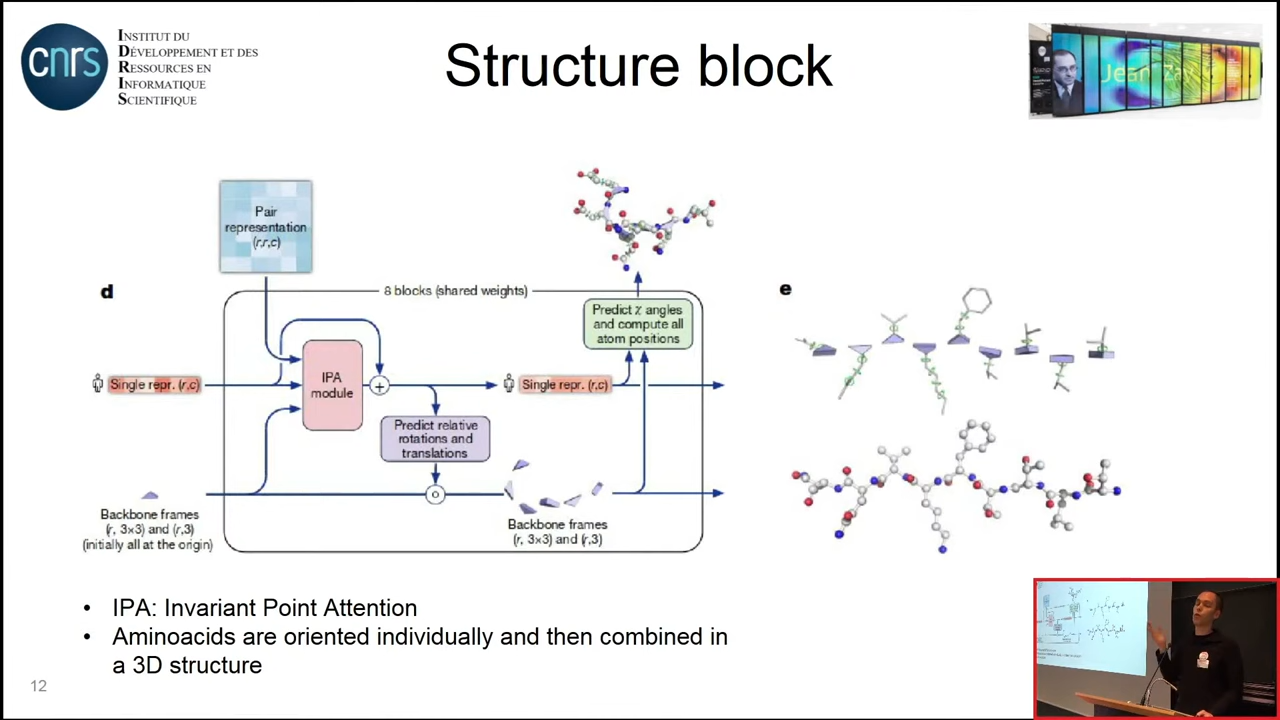 cnrs
INSTITUT DU
DÉVELOPPEMENT ET DES
RESSOURCES EN
INFORMATIQUE
SCIENTIFIQUE
Structure block
Jean Zay
Pair
representation
(r,r,c)
d
8 blocks (shared weights)
e
Predict χ angles
and compute all
atom positions
IPA
module
+
Single repr. (r,c)
Single repr. (r,c)
Predict relative
rotations and
translations
Backbone frames
(r, 3×3) and (r,3)
(initially all at the origin)
Backbone frames
(r, 3×3) and (r,3)
• IPA: Invariant Point Attention
• Aminoacids are oriented individually and then combined in
a 3D structure
12